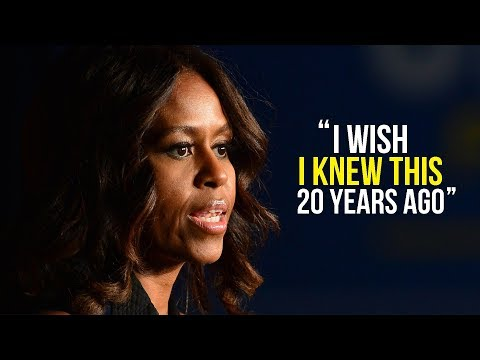 “I WISH
I KNEW THIS
20 YEARS AGO”